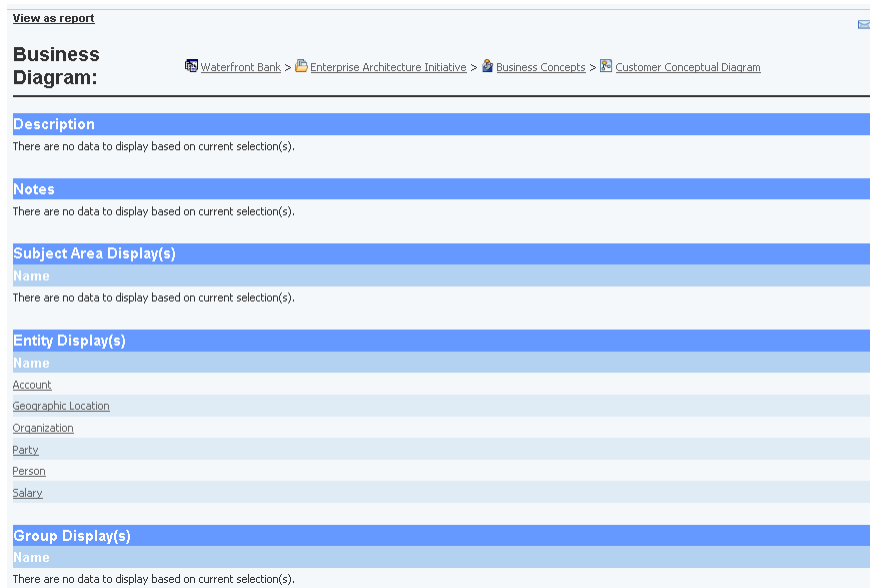 View as report
Business
Diagram:
Waterfront Bank > Enterprise Architecture Initiative > Business Concepts > Customer Conceptual Diagram
Description
There are no data to display based on current selection(s).
Notes
There are no data to display based on current selection(s).
Subject Area Display(s)
Name
There are no data to display based on current selection(s).
Entity Display(s)
Name
Account
Geographic Location
Organization
Party
Person
Salary
Group Display(s)
Name
There are no data to display based on current selection(s).